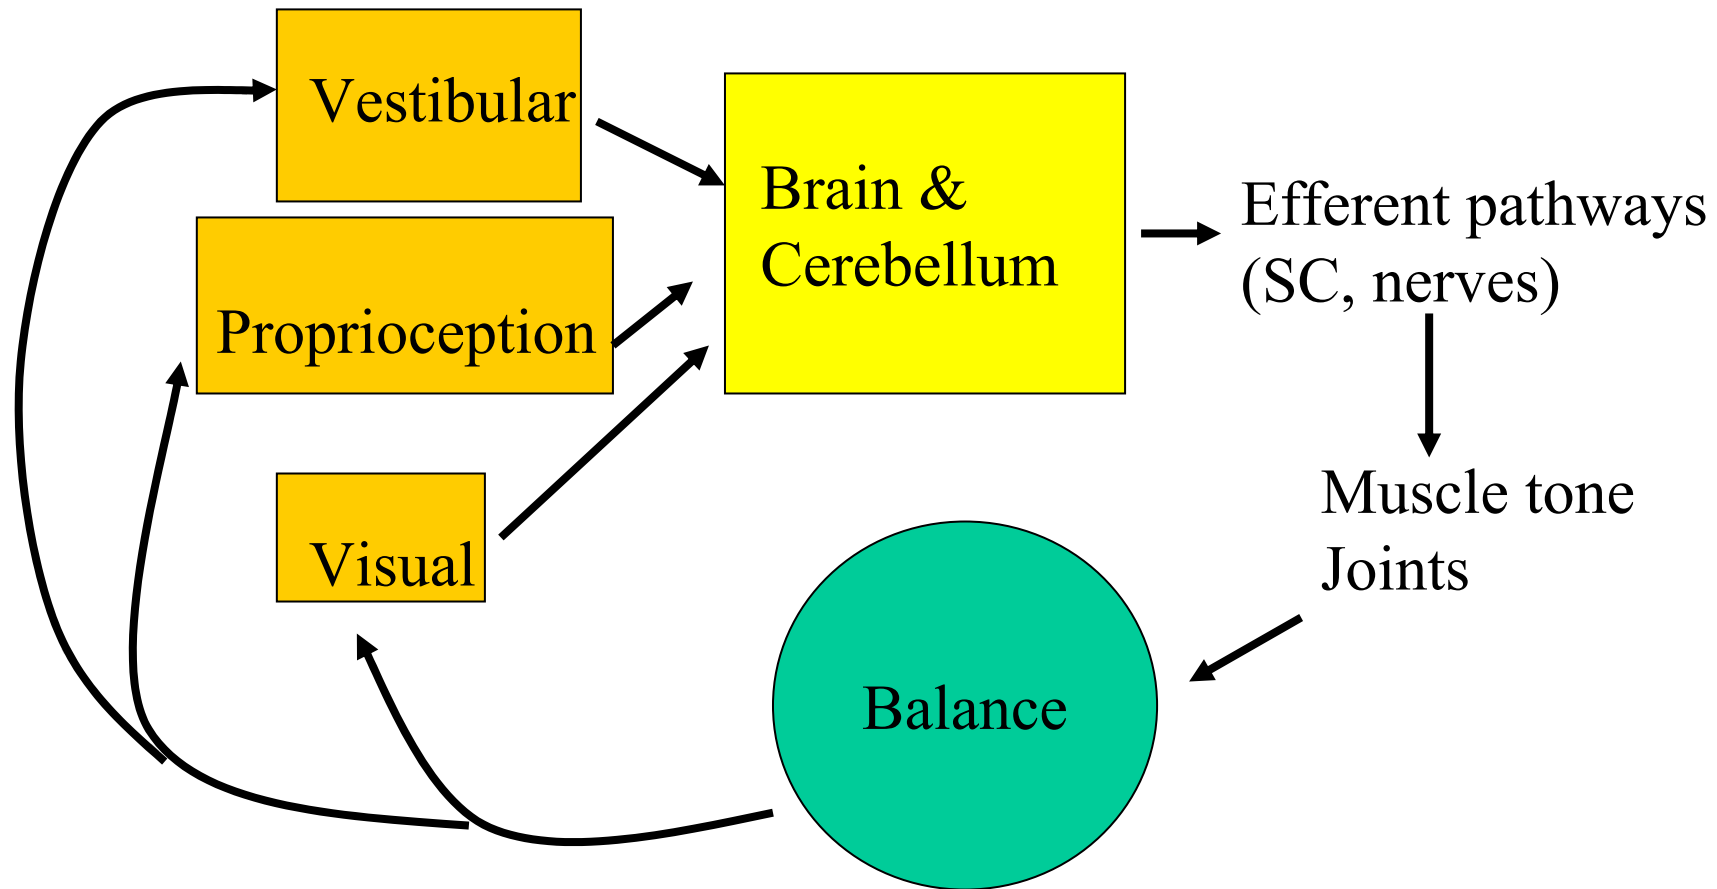 Vestibular
Proprioception
Visual
Brain &
Cerebellum
Efferent pathways
(SC, nerves)
Muscle tone
Joints
Balance